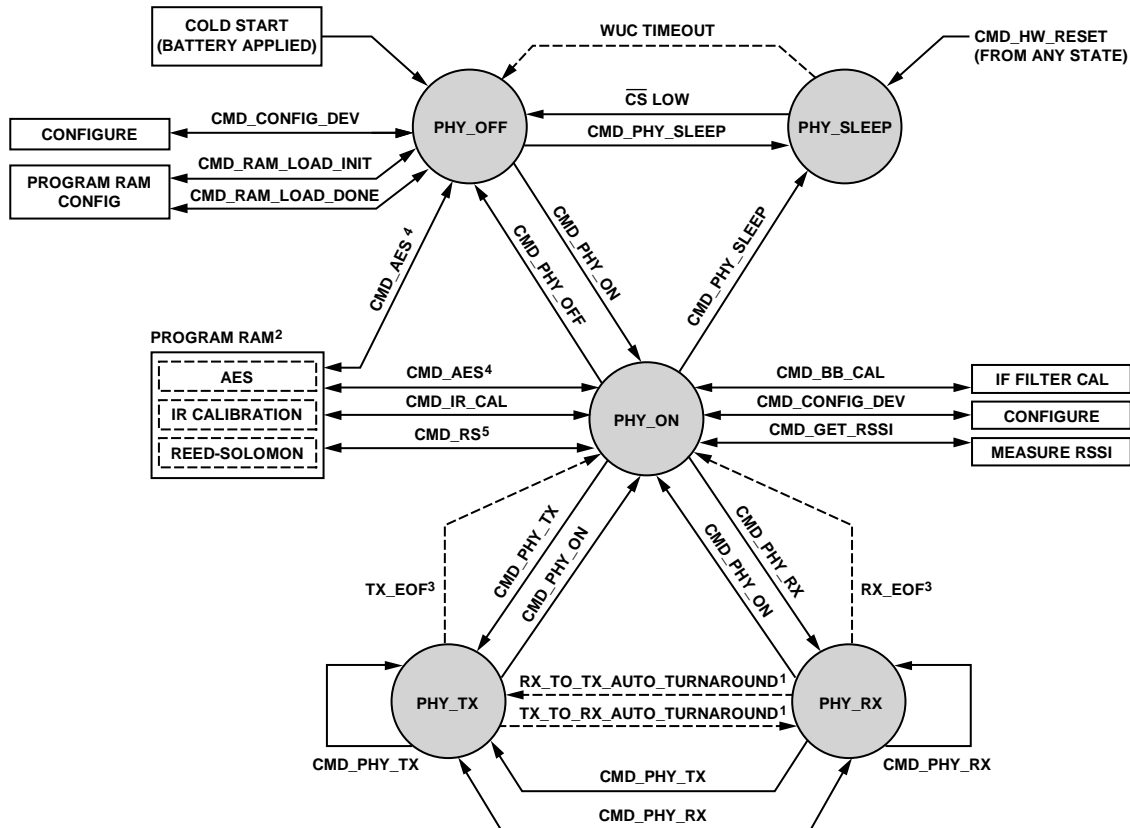 COLD START
(BATTERY APPLIED)
WUC TIMEOUT
CMD_HW_RESET
(FROM ANY STATE)
CS LOW
PHY_OFF
CMD_PHY_SLEEP
PHY_SLEEP
CONFIGURE
CMD_CONFIG_DEV
CMD_RAM_LOAD_INIT
PROGRAM RAM
CONFIG
CMD_RAM_LOAD_DONE
CMD_AES 4
CMD_PHY_OFF
CMD_PHY_ON
CMD_PHY_SLEEP
PROGRAM RAM2
AES
IR CALIBRATION
REED-SOLOMON
CMD_AES4
CMD_IR_CAL
CMD_RS5
PHY_ON
CMD_BB_CAL
CMD_CONFIG_DEV
CMD_GET_RSSI
IF FILTER CAL
CONFIGURE
MEASURE RSSI
TX_EOF3
CMD_PHY_TX
CMD_PHY_ON
CMD_PHY_ON
CMD_PHY_RX
RX_EOF3
PHY_TX
RX_TO_TX_AUTO_TURNAROUND1
TX_TO_RX_AUTO_TURNAROUND1
PHY_RX
CMD_PHY_TX
CMD_PHY_TX
CMD_PHY_RX
CMD_PHY_RX